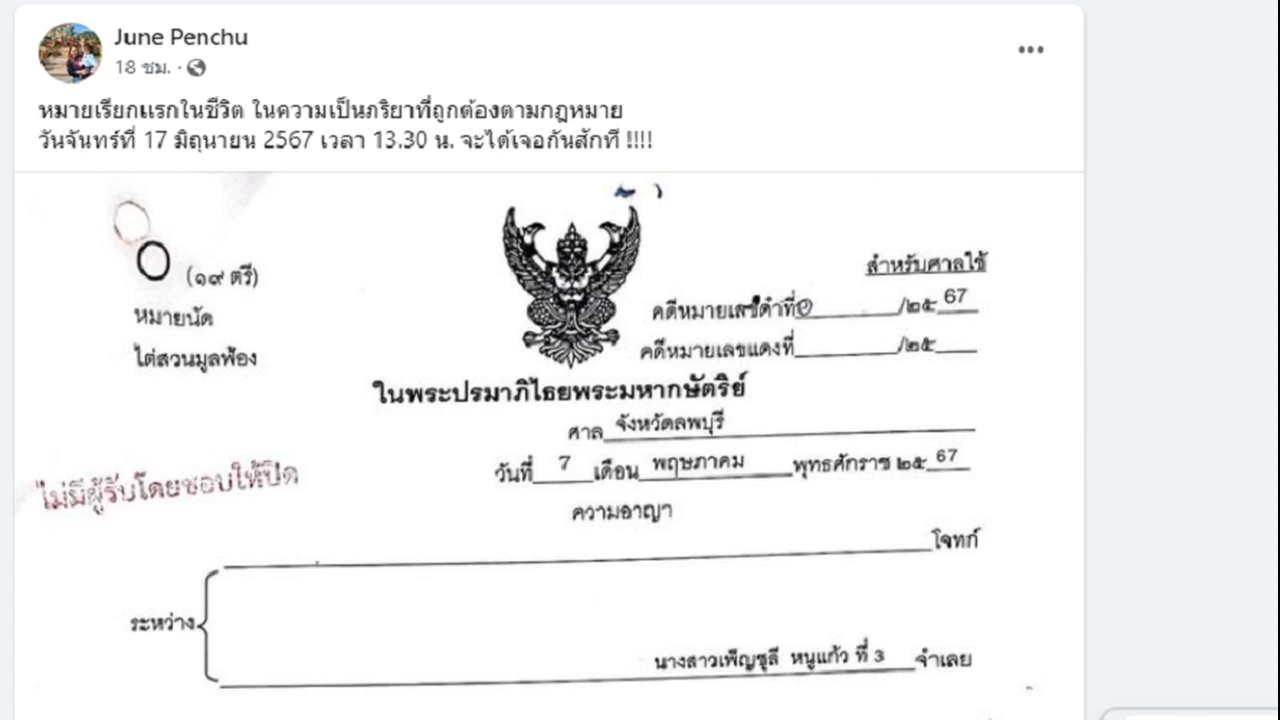 June Penchu
18 ชม. ·
หมายเรียกแรกในชีวิต ในความเป็นภริยาที่ถูกต้องตามกฎหมาย
วันจันทร์ที่ 17 มิถุนายน 2567 เวลา 13.30 น. จะได้เจอกันสักที !!!!
(๑๙ ตรี)
สำหรับศาลใช้
หมายนัด
คดีหมายเลขดำที่ /๒๕ 67
ไต่สวนมูลฟ้อง
คดีหมายเลขแดงที่ /๒๕
ในพระปรมาภิไธยพระมหากษัตริย์
ศาล จังหวัดลพบุรี
วันที่ 7 เดือน พฤษภาคม พุทธศักราช ๒๕ 67
ไม่มีผู้รับโดยชอบให้ปิด
ความอาญา
โจทก์
ระหว่าง
นางสาวเพ็ญชุลี หนูแก้ว ที่ 3 จำเลย